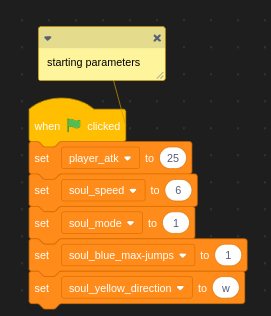 starting parameters
when clicked
set player_atk to 25
set soul_speed to 6
set soul_mode to 1
set soul_blue_max-jumps to 1
set soul_yellow_direction to w